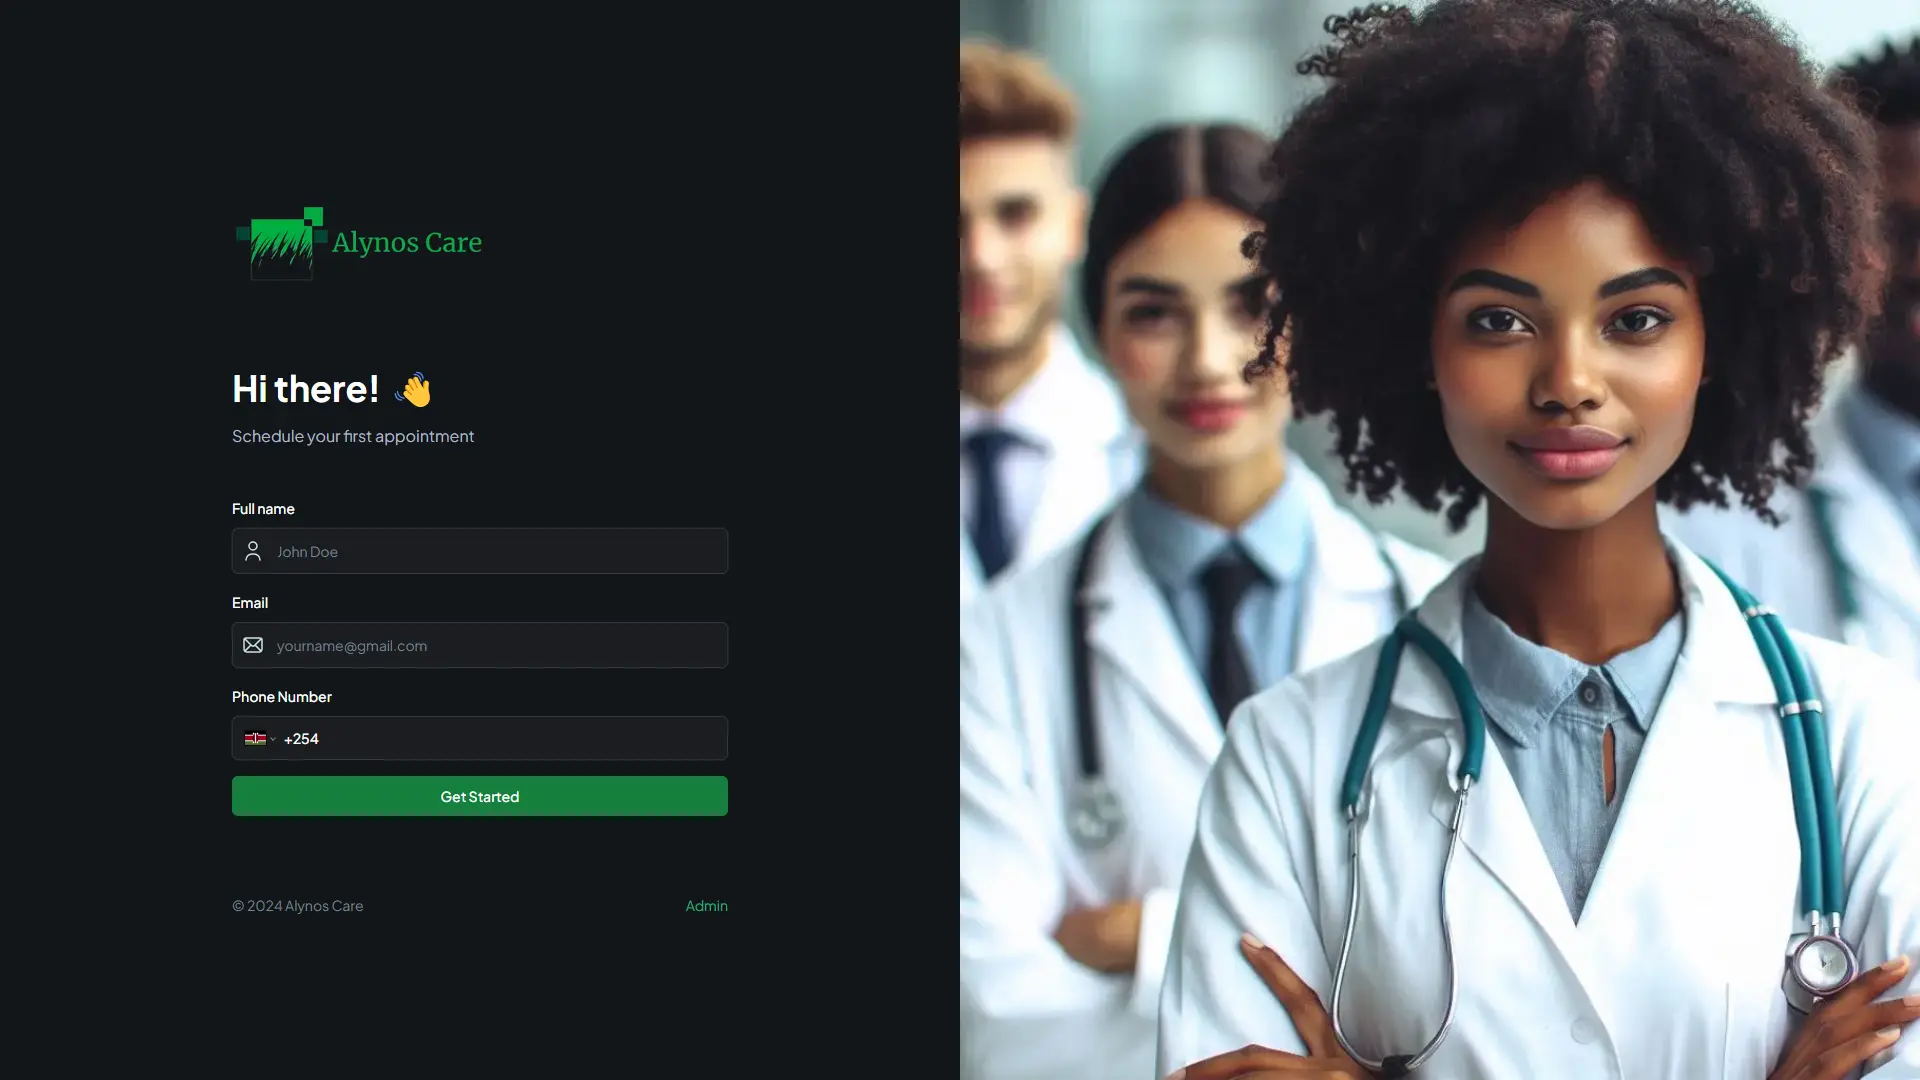 Alynos Care
Hi there! 👋
Schedule your first appointment
Full name
John Doe
Email
yourname@gmail.com
Phone Number
+254
Get Started
© 2024 Alynos Care
Admin